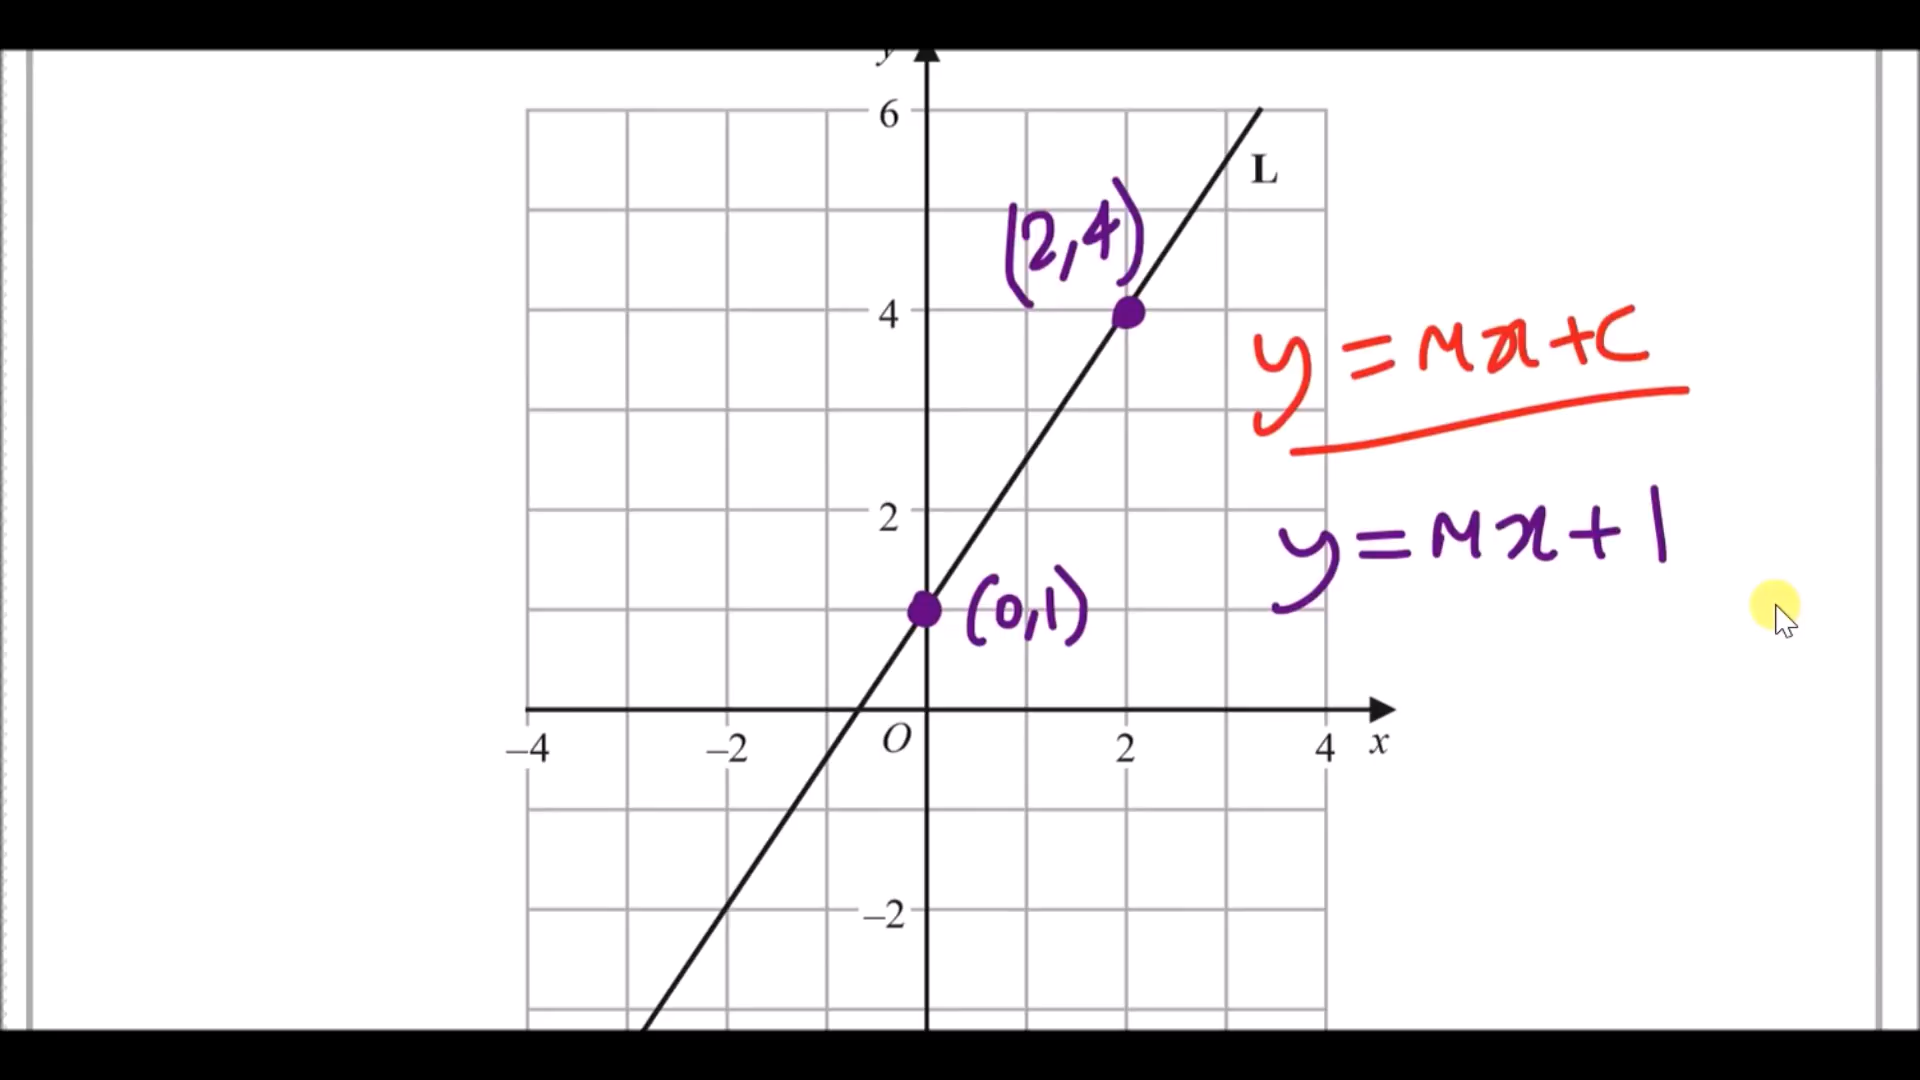 y
6
L
(2,4)
4
y=mx+c
2
y=mx+1
(0,1)
–4 –2 O 2 4 x
–2